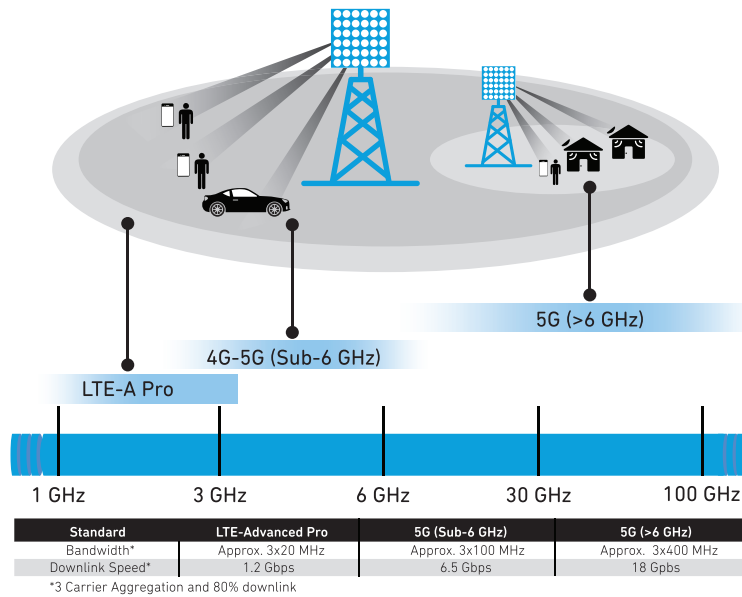 5G (>6 GHz)
4G-5G (Sub-6 GHz)
LTE-A Pro
1 GHz 3 GHz 6 GHz 30 GHz 100 GHz
Standard LTE-Advanced Pro 5G (Sub-6 GHz) 5G (>6 GHz)
Bandwidth* Approx. 3x20 MHz Approx. 3x100 MHz Approx. 3x400 MHz
Downlink Speed* 1.2 Gbps 6.5 Gbps 18 Gpbs
*3 Carrier Aggregation and 80% downlink